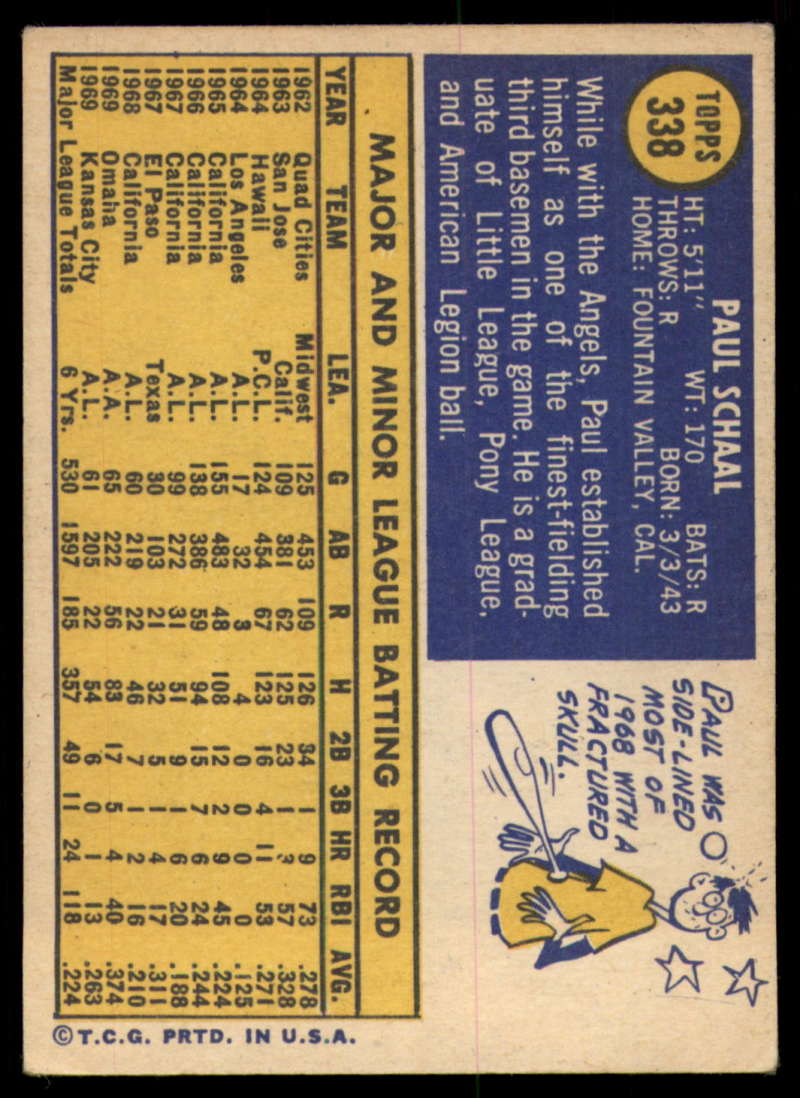 TOPPS
338
PAUL SCHAAL
HT: 5'11" WT: 170 BATS: R
THROWS: R BORN: 3/3/43
HOME: FOUNTAIN VALLEY, CAL.
While with the Angels, Paul established
himself as one of the finest-fielding
third basemen in the game. He is a grad-
uate of Little League, Pony League,
and American Legion ball.
PAUL WAS
SIDE-LINED
MOST OF
1968 WITH A
FRACTURED
SKULL.
MAJOR AND MINOR LEAGUE BATTING RECORD
YEAR TEAM LEA. G AB R H 2B 3B HR RBI AVG.
1962 Quad Cities Midwest 125 453 109 126 34 1 9 73 .278
1963 San Jose Calif. 109 381 62 125 23 1 3 57 .328
1964 Hawaii P.C.L. 124 454 67 123 16 4 11 53 .271
1964 Los Angeles A.L. 17 32 3 4 0 0 0 0 .125
1965 California A.L. 155 483 48 108 12 2 9 45 .224
1966 California A.L. 138 386 59 94 15 7 6 24 .244
1967 California A.L. 99 272 31 51 9 1 6 20 .188
1967 El Paso Texas 30 103 21 32 5 1 4 17 .311
1968 California A.L. 60 219 22 46 7 1 2 16 .210
1969 Omaha A.A. 65 222 56 83 17 5 4 40 .374
1969 Kansas City A.L. 61 205 22 54 6 0 1 13 .263
Major League Totals 6 Yrs. 530 1597 185 357 49 11 24 118 .224
© T.C.G. PRTD. IN U.S.A.